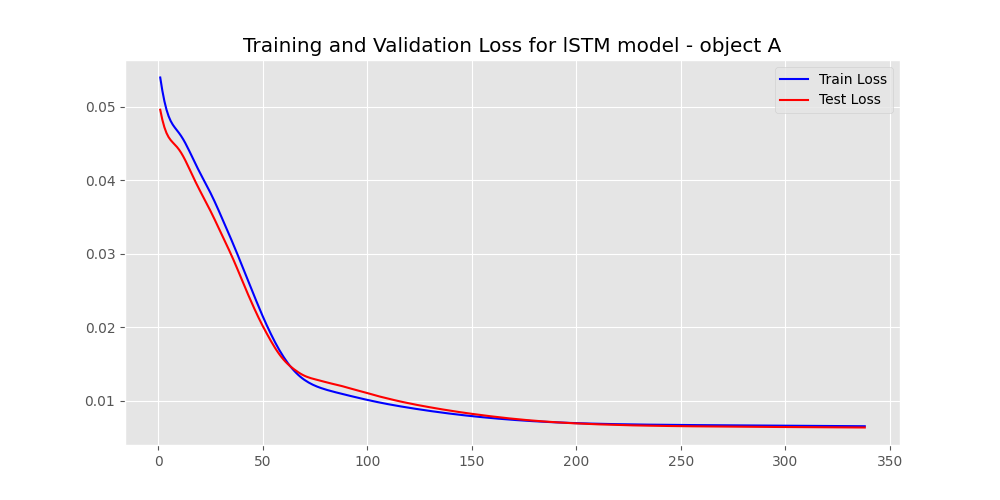 Training and Validation Loss for lSTM model - object A
Train Loss
Test Loss
0.05
0.04
0.03
0.02
0.01
0 50 100 150 200 250 300 350